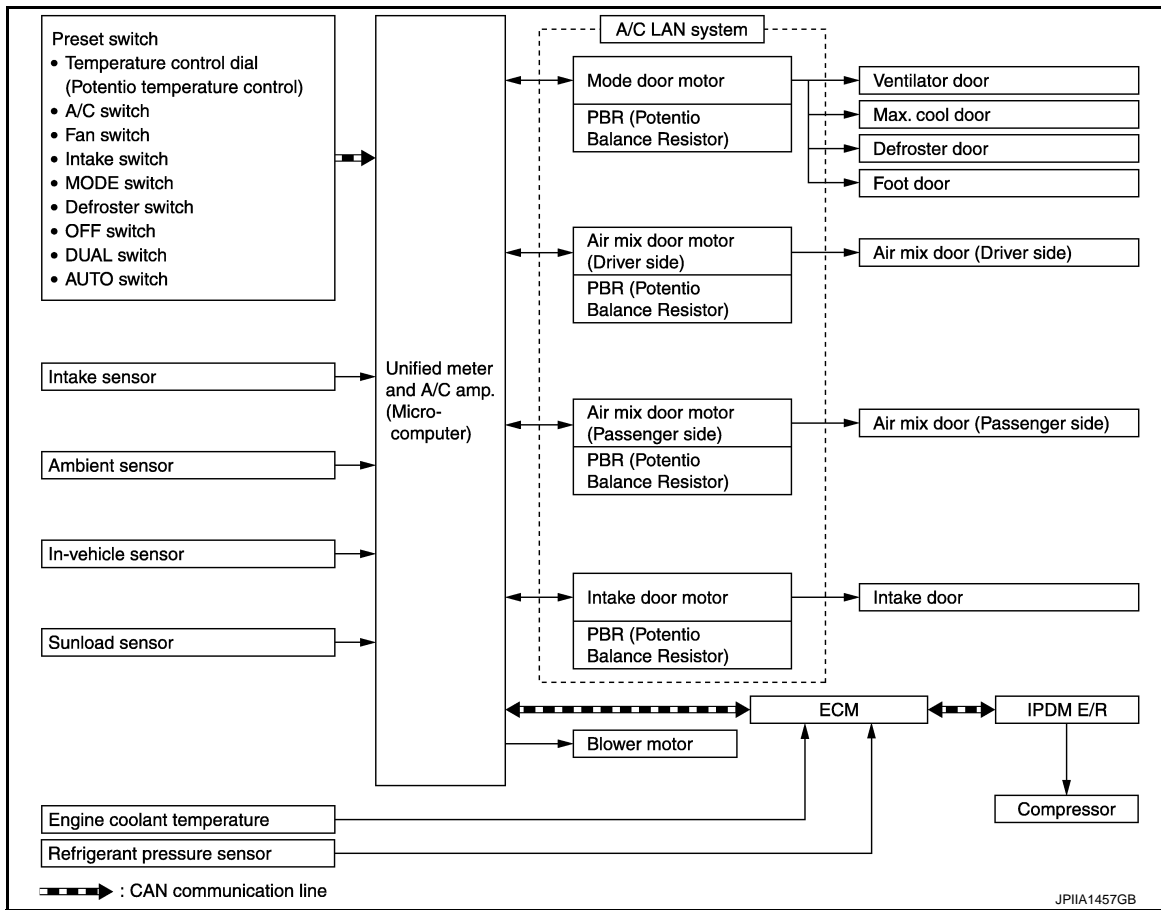 Preset switch
• Temperature control dial
(Potentio temperature control)
• A/C switch
• Fan switch
• Intake switch
• MODE switch
• Defroster switch
• OFF switch
• DUAL switch
• AUTO switch
Intake sensor
Ambient sensor
In-vehicle sensor
Sunload sensor
Unified meter
and A/C amp.
(Micro-
computer)
A/C LAN system
Mode door motor
PBR (Potentio
Balance Resistor)
Ventilator door
Max. cool door
Defroster door
Foot door
Air mix door motor
(Driver side)
PBR (Potentio
Balance Resistor)
Air mix door (Driver side)
Air mix door motor
(Passenger side)
PBR (Potentio
Balance Resistor)
Air mix door (Passenger side)
Intake door motor
PBR (Potentio
Balance Resistor)
Intake door
ECM
IPDM E/R
Blower motor
Compressor
Engine coolant temperature
Refrigerant pressure sensor
: CAN communication line
JPIIA1457GB